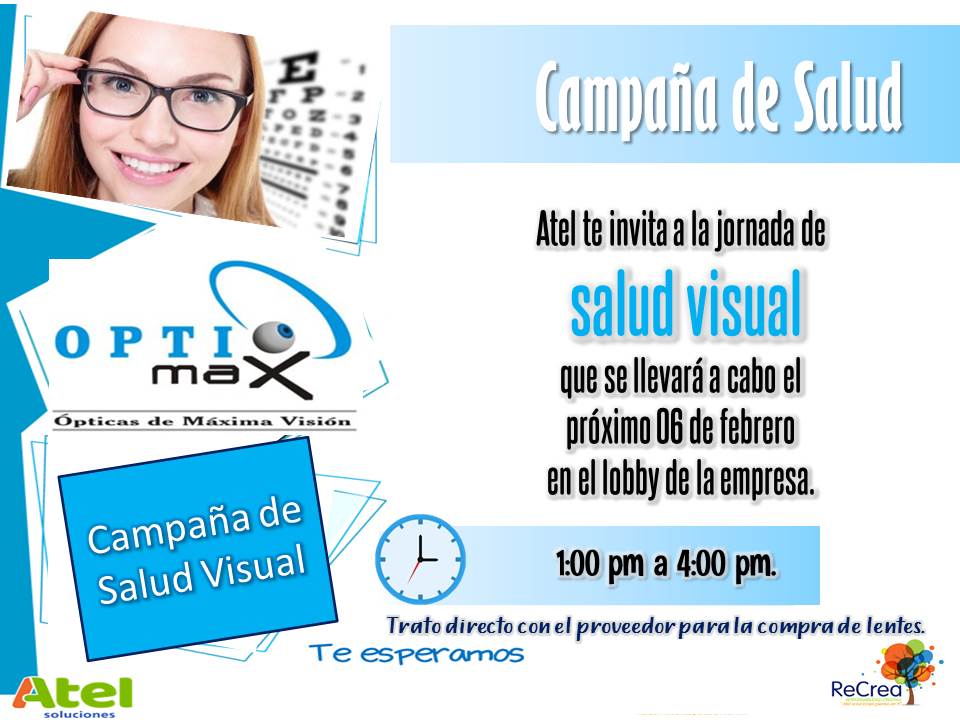 E
F P
T O Z
Campaña de Salud
Atel te invita a la jornada de
salud visual
que se llevará a cabo el
próximo 06 de febrero
en el lobby de la empresa.
OPTI
maX
Ópticas de Máxima Visión
Campaña de
Salud Visual
1:00 pm a 4:00 pm.
Trato directo con el proveedor para la compra de lentes.
Te esperamos
Atel
soluciones
ReCrea